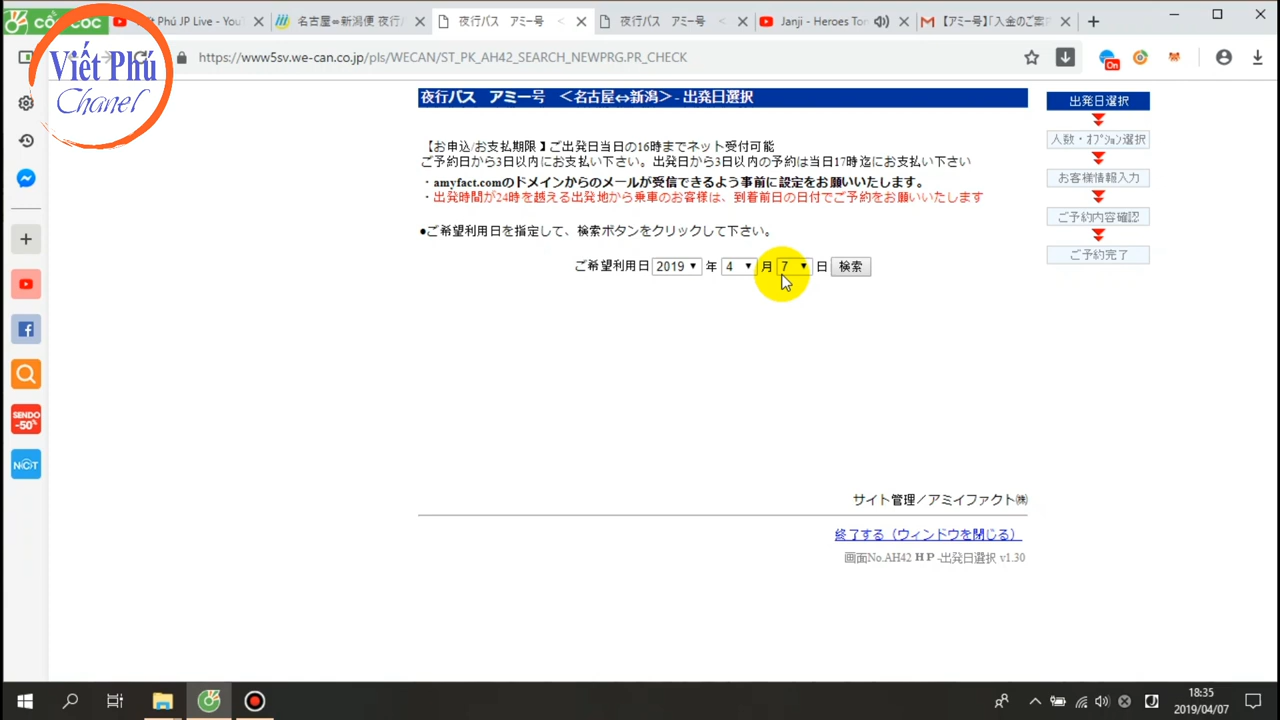 CỐC CỐC
ết Phú JP Live - You
名古屋⇔新潟便 夜行バ
夜行バス　アミー号　＜
夜行バス　アミー号　＜
Janji - Heroes Ton
【アミー号】「入金のご案内
https://www5sv.we-can.co.jp/pls/WECAN/ST_PK_AH42_SEARCH_NEWPRG.PR_CHECK
On
Việt Phú
Chanel
夜行バス　アミー号　＜名古屋⇔新潟＞ - 出発日選択
出発日選択
【お申込/お支払期限】ご出発日当日の16時までネット受付可能
人数・ｵﾌﾟｼｮﾝ選択
ご予約日から3日以内にお支払い下さい。出発日から3日以内の予約は当日17時迄にお支払い下さい
・amyfact.comのドメインからのメールが受信できるよう事前に設定をお願いいたします。
お客様情報入力
・出発時間が24時を越える出発地から乗車のお客様は、到着前日の日付でご予約をお願いいたします
ご予約内容確認
●ご希望利用日を指定して、検索ボタンをクリックして下さい。
ご予約完了
ご希望利用日 2019 年 4 月 7 日 検索
SENDO
-50%
NCT
サイト管理／アミイファクト㈱
終了する（ウィンドウを閉じる）
画面No.AH42 ＨＰ -出発日選択 v1.30
18:35
2019/04/07